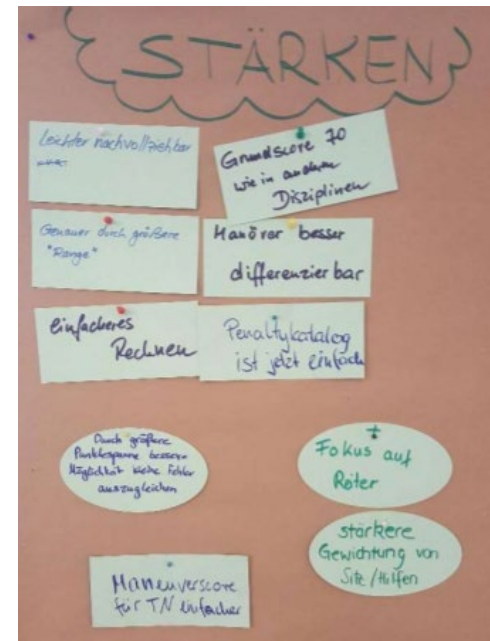 STÄRKEN
Leichter nachvollziehbar
Grundscore 70
wie in anderen
Disziplinen
Genauer durch größere
"Range"
Manöver besser
differenzierbar
einfacheres
Rechnen
Penaltykatalog
ist jetzt einfach
Durch größere
Punktespanne bessere
Möglichkeit kleine Fehler
auszugleichen
+
Fokus auf
Reiter
stärkere
Gewichtung von
Sitz/Hilfen
Maneuverscore
für TN einfacher